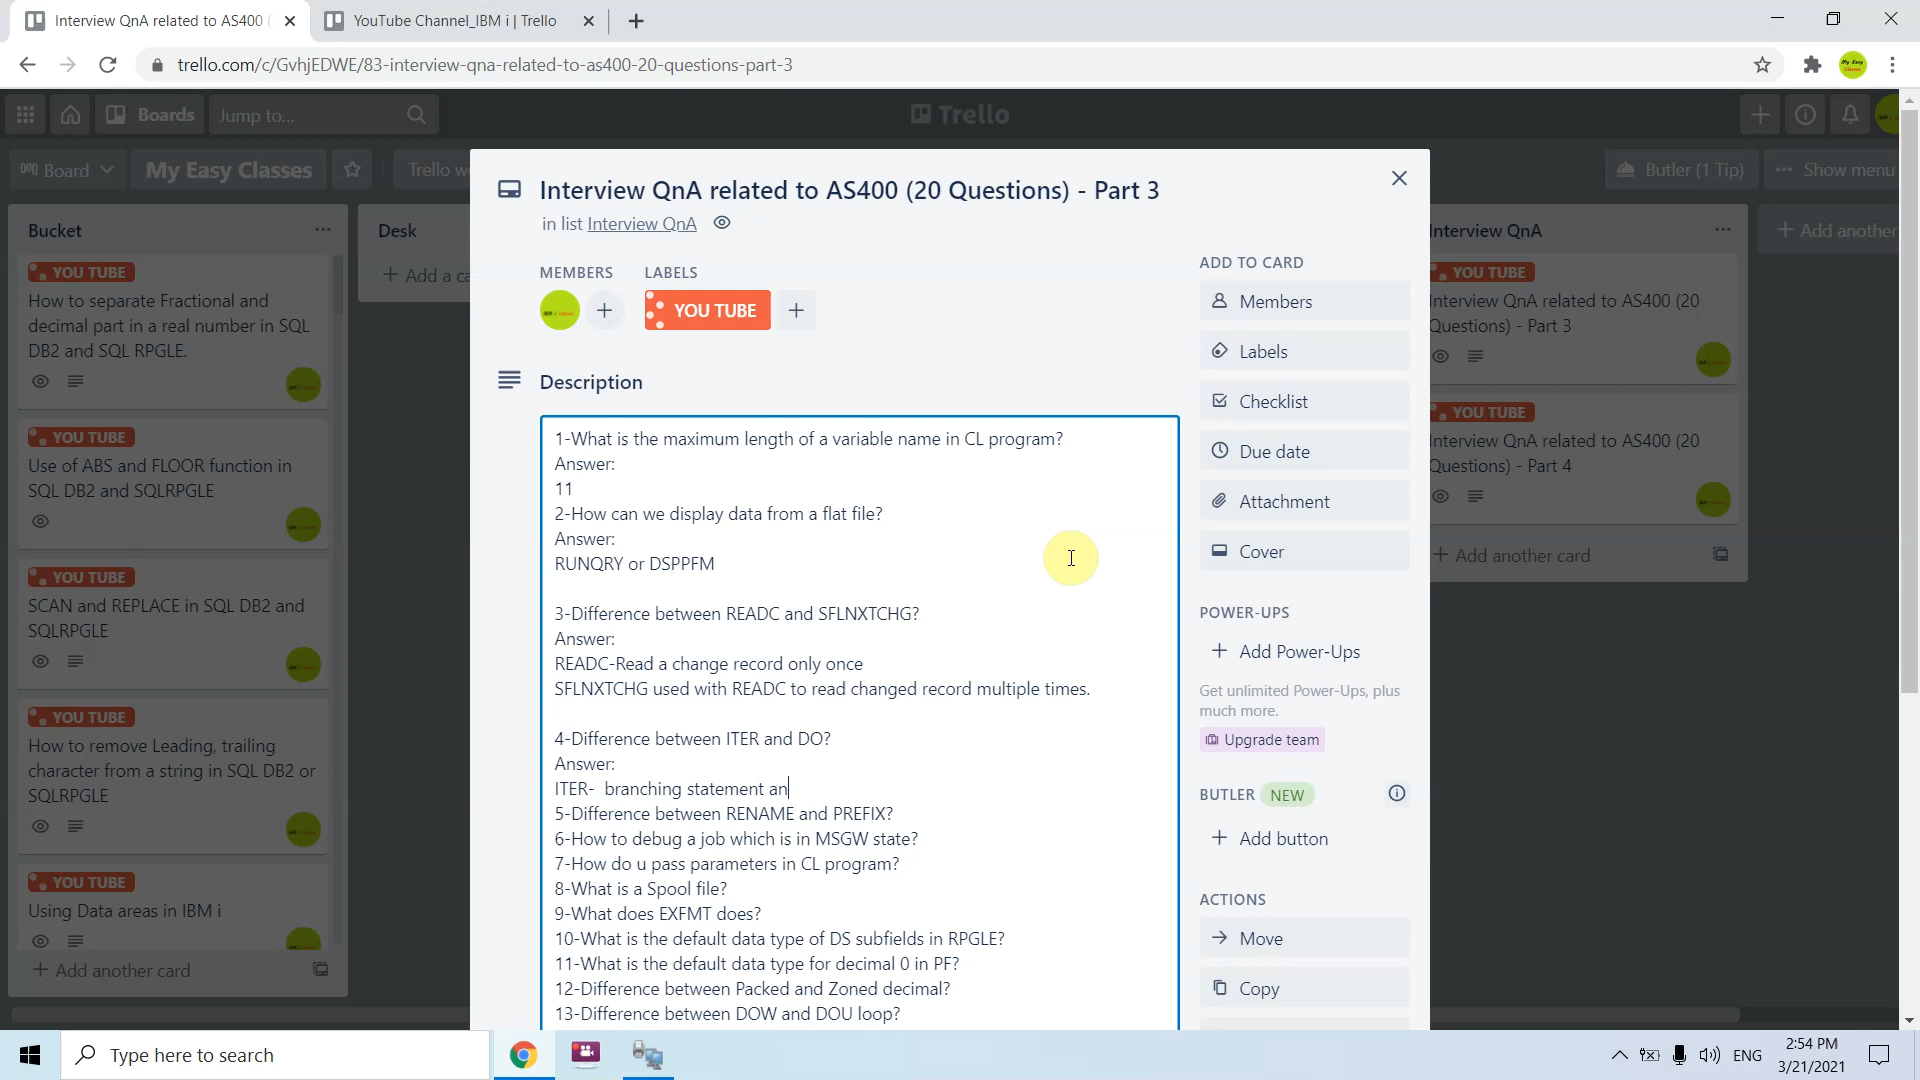 Interview QnA related to AS400 (
YouTube Channel_IBM i | Trello
trello.com/c/GvhjEDWE/83-interview-qna-related-to-as400-20-questions-part-3
Boards
Jump to...
Trello
Board
My Easy Classes
Trello w
Butler (1 Tip)
Show menu
Bucket
YOU TUBE
How to separate Fractional and
decimal part in a real number in SQL
DB2 and SQL RPGLE.
YOU TUBE
Use of ABS and FLOOR function in
SQL DB2 and SQLRPGLE
YOU TUBE
SCAN and REPLACE in SQL DB2 and
SQLRPGLE
YOU TUBE
How to remove Leading, trailing
character from a string in SQL DB2 or
SQLRPGLE
YOU TUBE
Using Data areas in IBM i
+ Add another card
Desk
+ Add a ca
Interview QnA related to AS400 (20 Questions) - Part 3
in list Interview QnA
MEMBERS
LABELS
YOU TUBE
Description
1-What is the maximum length of a variable name in CL program?
Answer:
11
2-How can we display data from a flat file?
Answer:
RUNQRY or DSPPFM
3-Difference between READC and SFLNXTCHG?
Answer:
READC-Read a change record only once
SFLNXTCHG used with READC to read changed record multiple times.
4-Difference between ITER and DO?
Answer:
ITER-  branching statement an
5-Difference between RENAME and PREFIX?
6-How to debug a job which is in MSGW state?
7-How do u pass parameters in CL program?
8-What is a Spool file?
9-What does EXFMT does?
10-What is the default data type of DS subfields in RPGLE?
11-What is the default data type for decimal 0 in PF?
12-Difference between Packed and Zoned decimal?
13-Difference between DOW and DOU loop?
ADD TO CARD
Members
Labels
Checklist
Due date
Attachment
Cover
POWER-UPS
+ Add Power-Ups
Get unlimited Power-Ups, plus
much more.
Upgrade team
BUTLER NEW
+ Add button
ACTIONS
Move
Copy
Interview QnA
YOU TUBE
Interview QnA related to AS400 (20
Questions) - Part 3
YOU TUBE
Interview QnA related to AS400 (20
Questions) - Part 4
+ Add another card
+ Add another
Type here to search
ENG
2:54 PM
3/21/2021